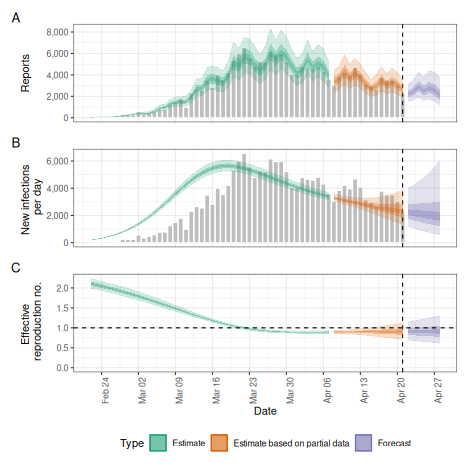 A
Reports
8,000
6,000
4,000
2,000
0
B
New infections
per day
6,000
4,000
2,000
0
C
Effective
reproduction no.
2.0
1.5
1.0
0.5
0.0
Feb 24
Mar 02
Mar 09
Mar 16
Mar 23
Mar 30
Apr 06
Apr 13
Apr 20
Apr 27
Date
Type
Estimate
Estimate based on partial data
Forecast